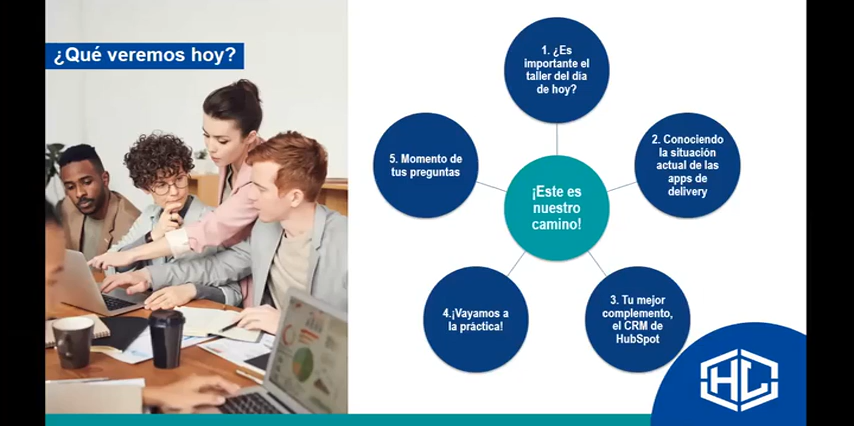 ¿Qué veremos hoy?
1. ¿Es
importante el
taller del día
de hoy?
2. Conociendo
la situación
actual de las
apps de
delivery
3. Tu mejor
complemento,
el CRM de
HubSpot
4.¡Vayamos a
la práctica!
5. Momento de
tus preguntas
¡Este es
nuestro
camino!
HL